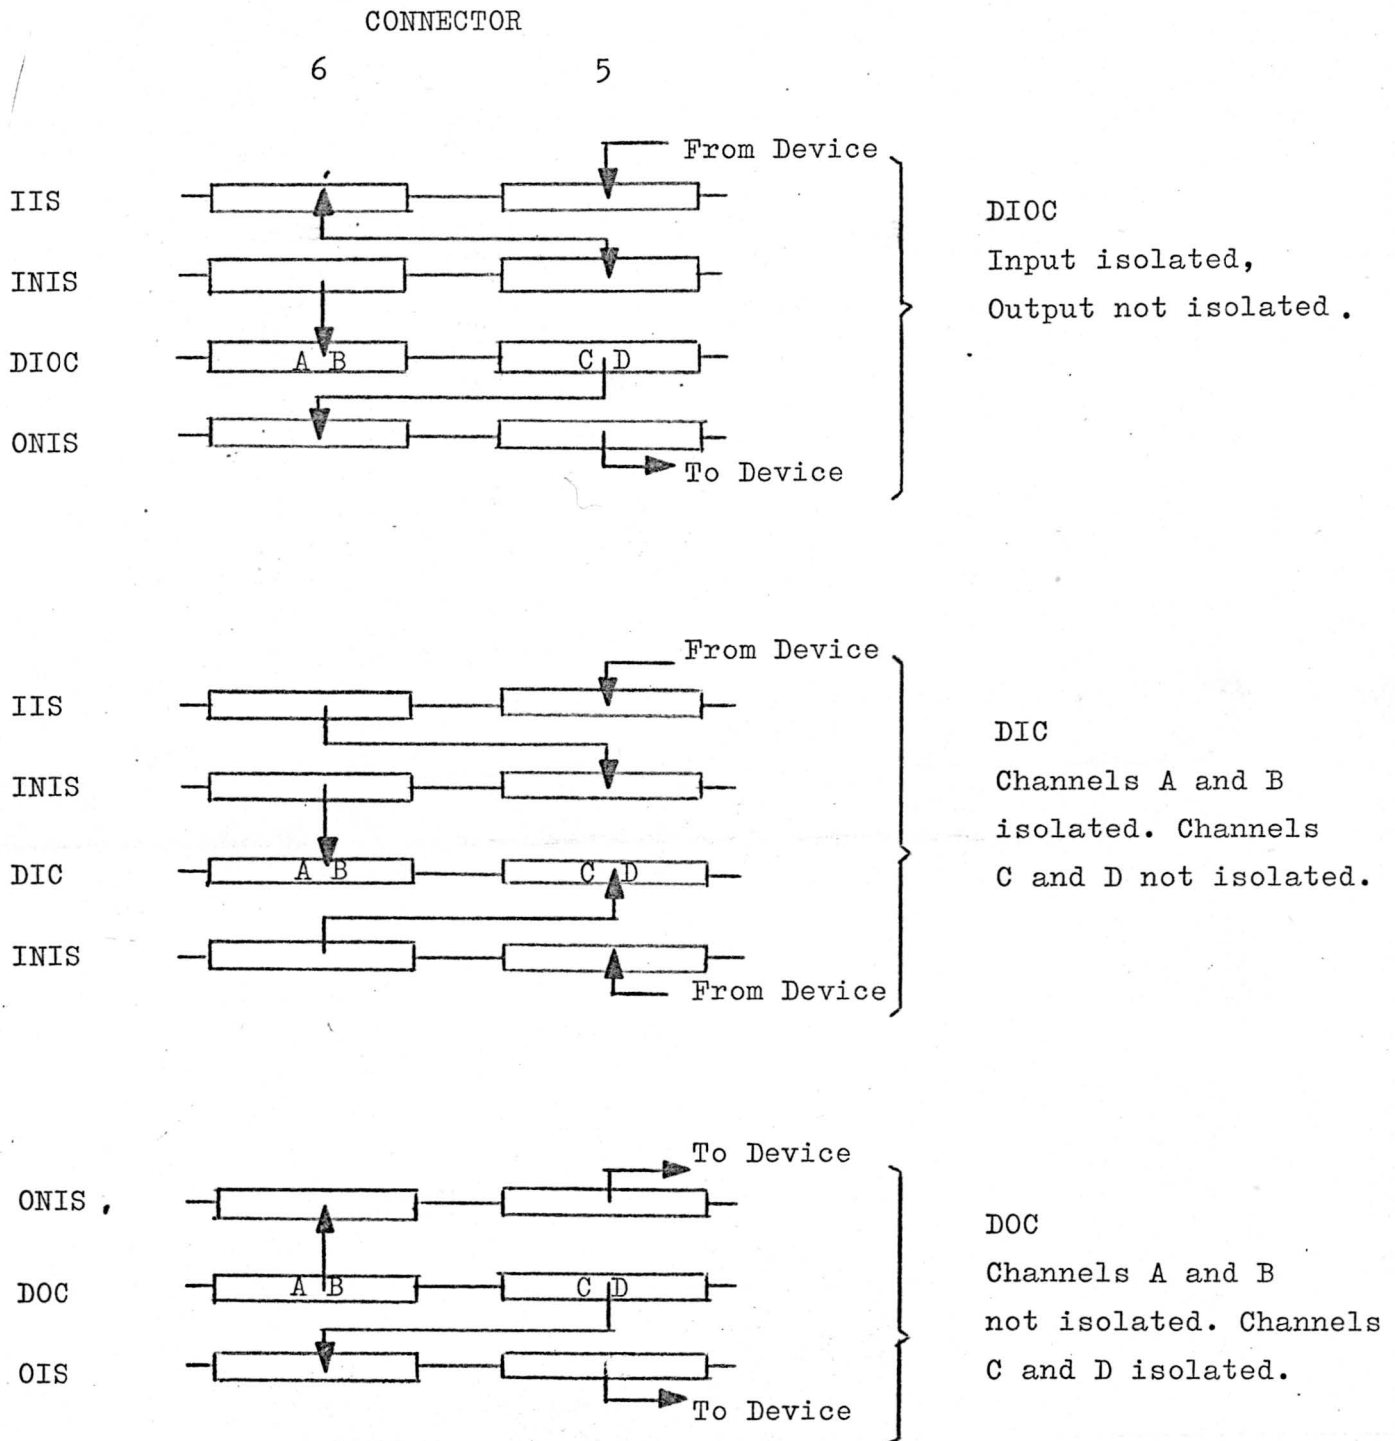 CONNECTOR
6 5
From Device
IIS
INIS
DIOC A B C D
ONIS
To Device
DIOC
Input isolated,
Output not isolated.
From Device
IIS
INIS
DIC A B C D
INIS
From Device
DIC
Channels A and B
isolated. Channels
C and D not isolated.
To Device
ONIS
DOC A B C D
OIS
To Device
DOC
Channels A and B
not isolated. Channels
C and D isolated.